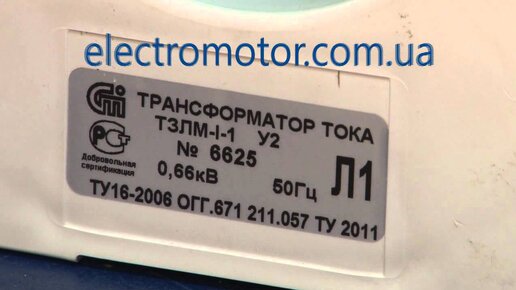 electromotor.com.ua
ТРАНСФОРМАТОР ТОКА
ТЗЛМ-I-1 У2
№ 6625
0,66кВ 50Гц Л1
Добровольная
сертификация
ТУ16-2006 ОГГ.671 211.057 ТУ 2011